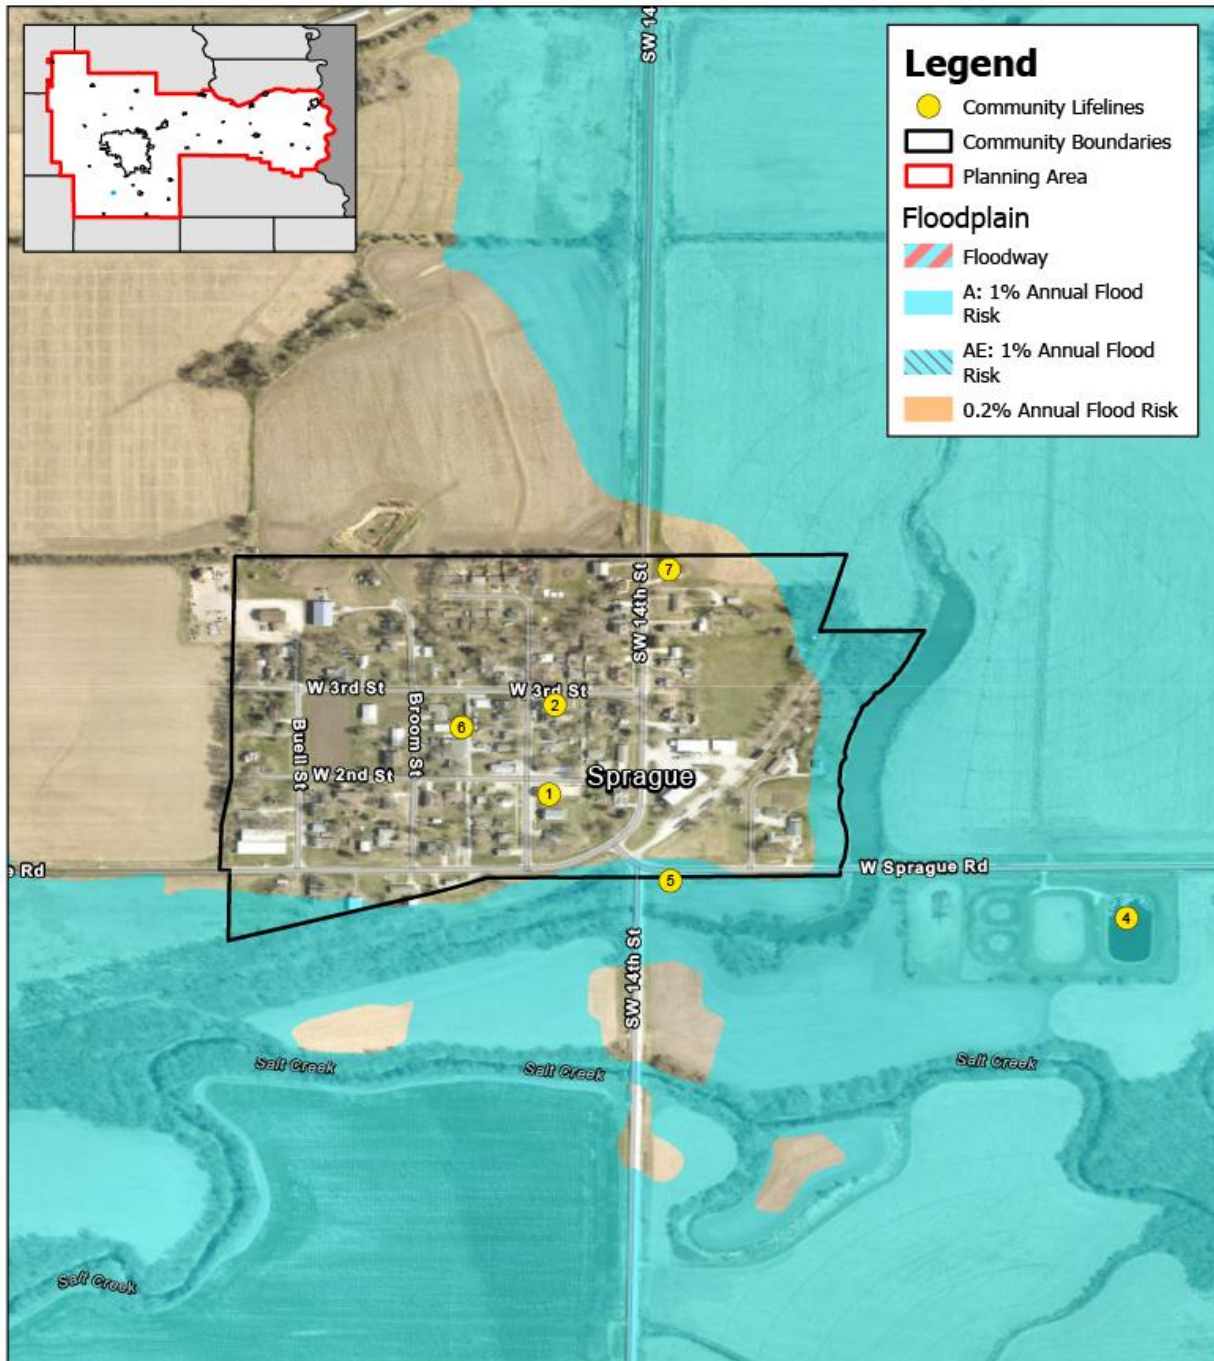 SW 14
Legend
Community Lifelines
Community Boundaries
Planning Area
Floodplain
Floodway
A: 1% Annual Flood
Risk
AE: 1% Annual Flood
Risk
0.2% Annual Flood Risk
7
SW 14th St
W 3rd St
W 3rd St
2
Broom St
6
Buell St
W 2nd St
Sprague
1
e Rd
W Sprague Rd
5
4
SW 14th St
Salt Creek
Salt Creek
Salt Creek
Salt Creek